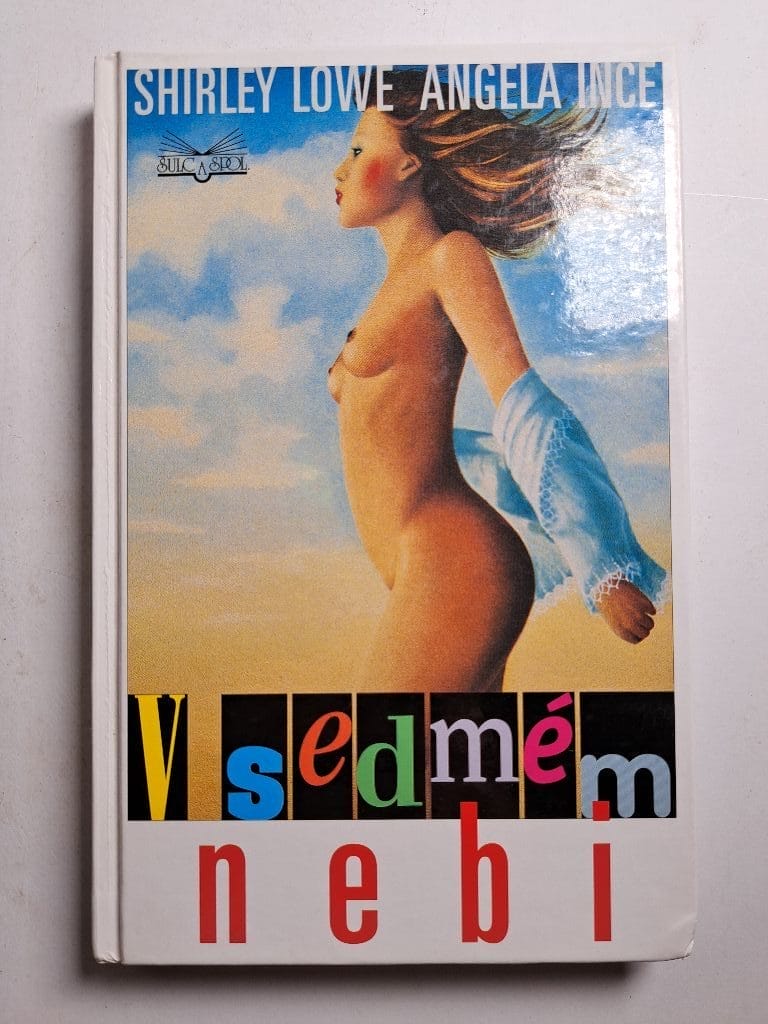 SHIRLEY LOWE ANGELA INCE
ŠULC A SPOL.
V sedmém
nebi